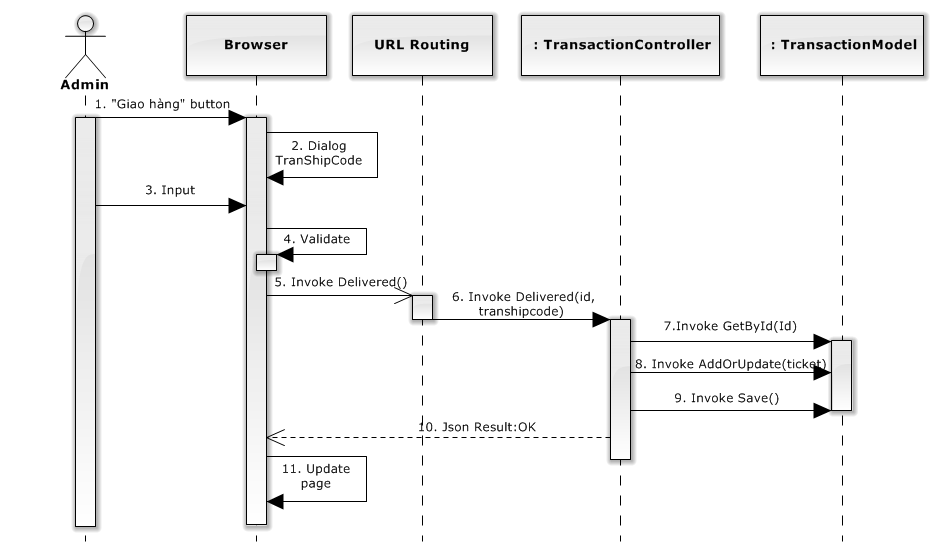 Browser
URL Routing
: TransactionController
: TransactionModel
Admin
1. "Giao hàng" button
2. Dialog
TranShipCode
3. Input
4. Validate
5. Invoke Delivered()
6. Invoke Delivered(id,
transhipcode)
7.Invoke GetById(Id)
8. Invoke AddOrUpdate(ticket)
9. Invoke Save()
10. Json Result:OK
11. Update
page